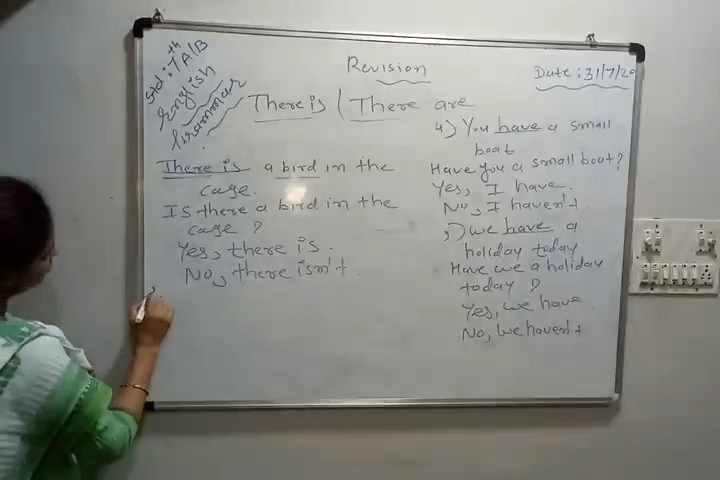 Std: 7th A/B
English
Grammar
Revision
Date: 31/7/20
There is / There are
There is a bird in the
cage.
Is there a bird in the
cage ?
Yes, there is.
No, there isn't
4) You have a small
boat
Have you a small boat?
Yes, I have.
No, I haven't.
) we have a
holiday today
Have we a holiday
today ?
Yes, we have
No, we haven't